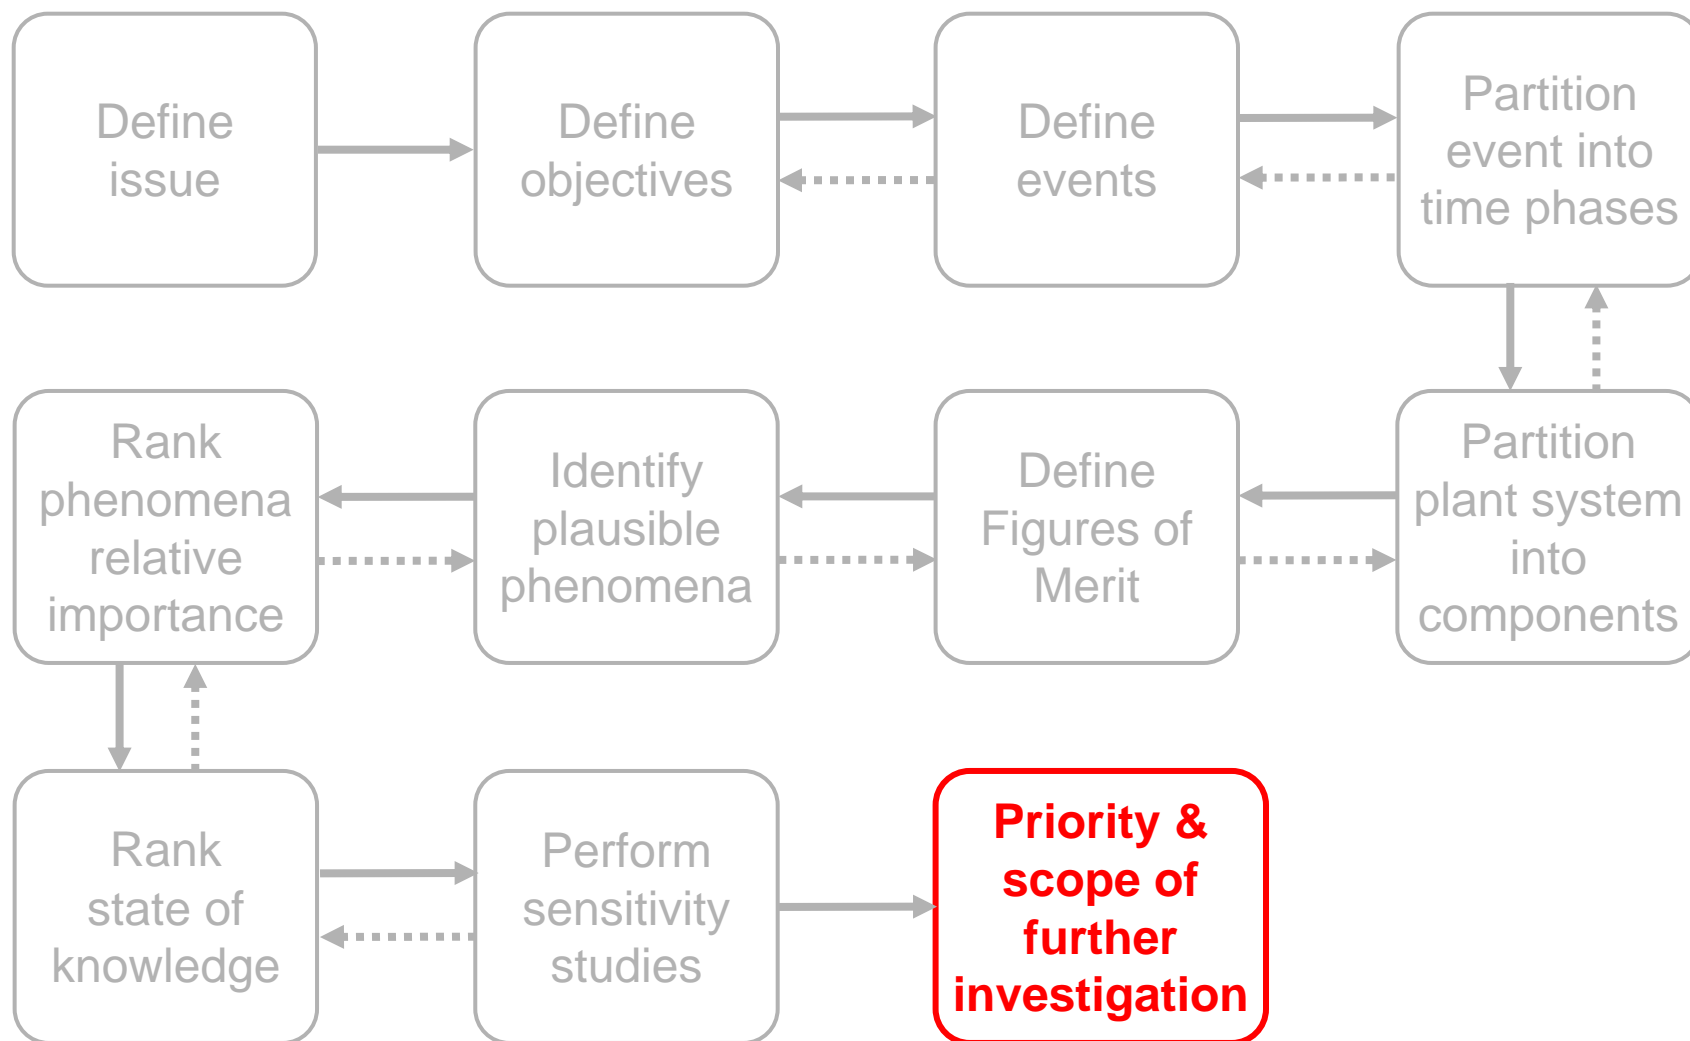 Define
issue
Define
objectives
Define
events
Partition
event into
time phases
Rank
phenomena
relative
importance
Identify
plausible
phenomena
Define
Figures of
Merit
Partition
plant system
into
components
Rank
state of
knowledge
Perform
sensitivity
studies
Priority &
scope of
further
investigation